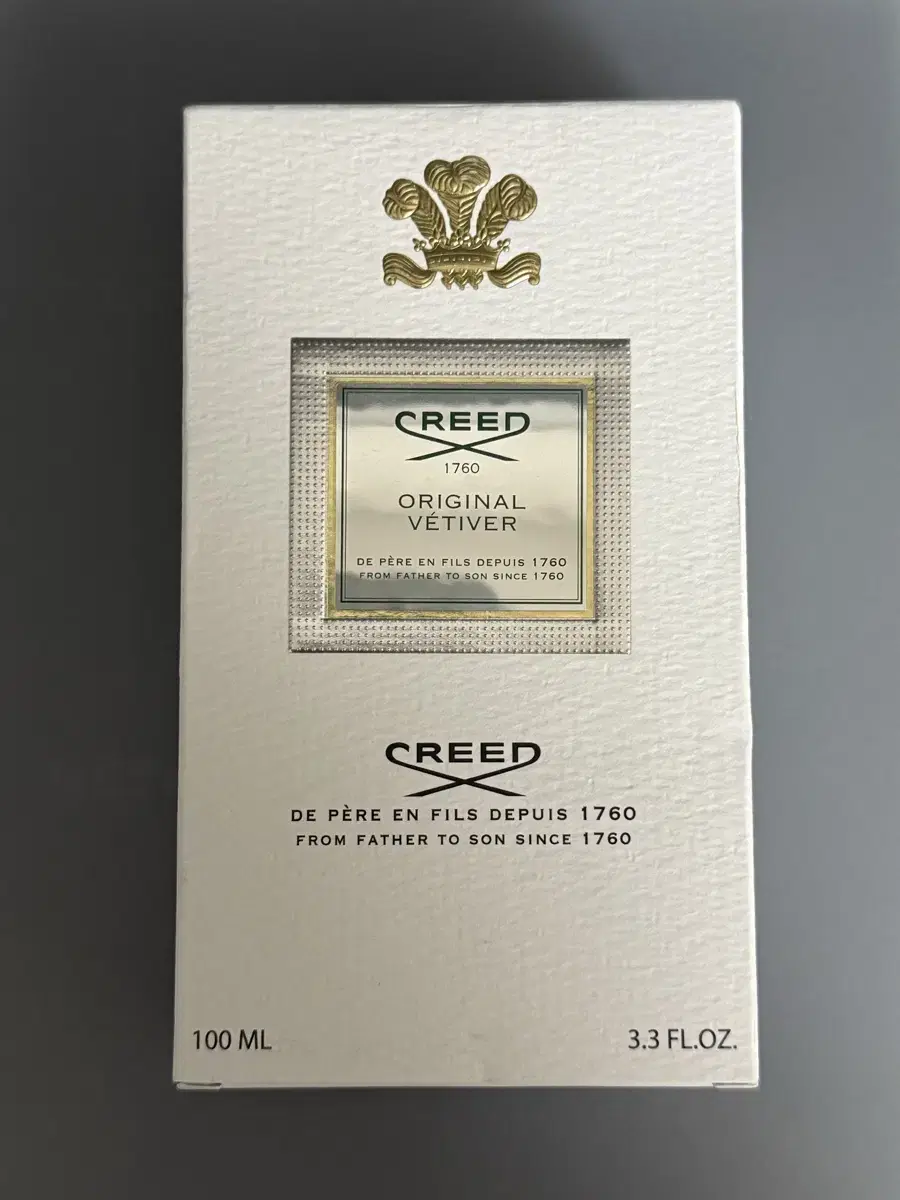 CREED
1760
ORIGINAL
VÉTIVER
DE PÈRE EN FILS DEPUIS 1760
FROM FATHER TO SON SINCE 1760
CREED
DE PÈRE EN FILS DEPUIS 1760
FROM FATHER TO SON SINCE 1760
100 ML
3.3 FL.OZ.